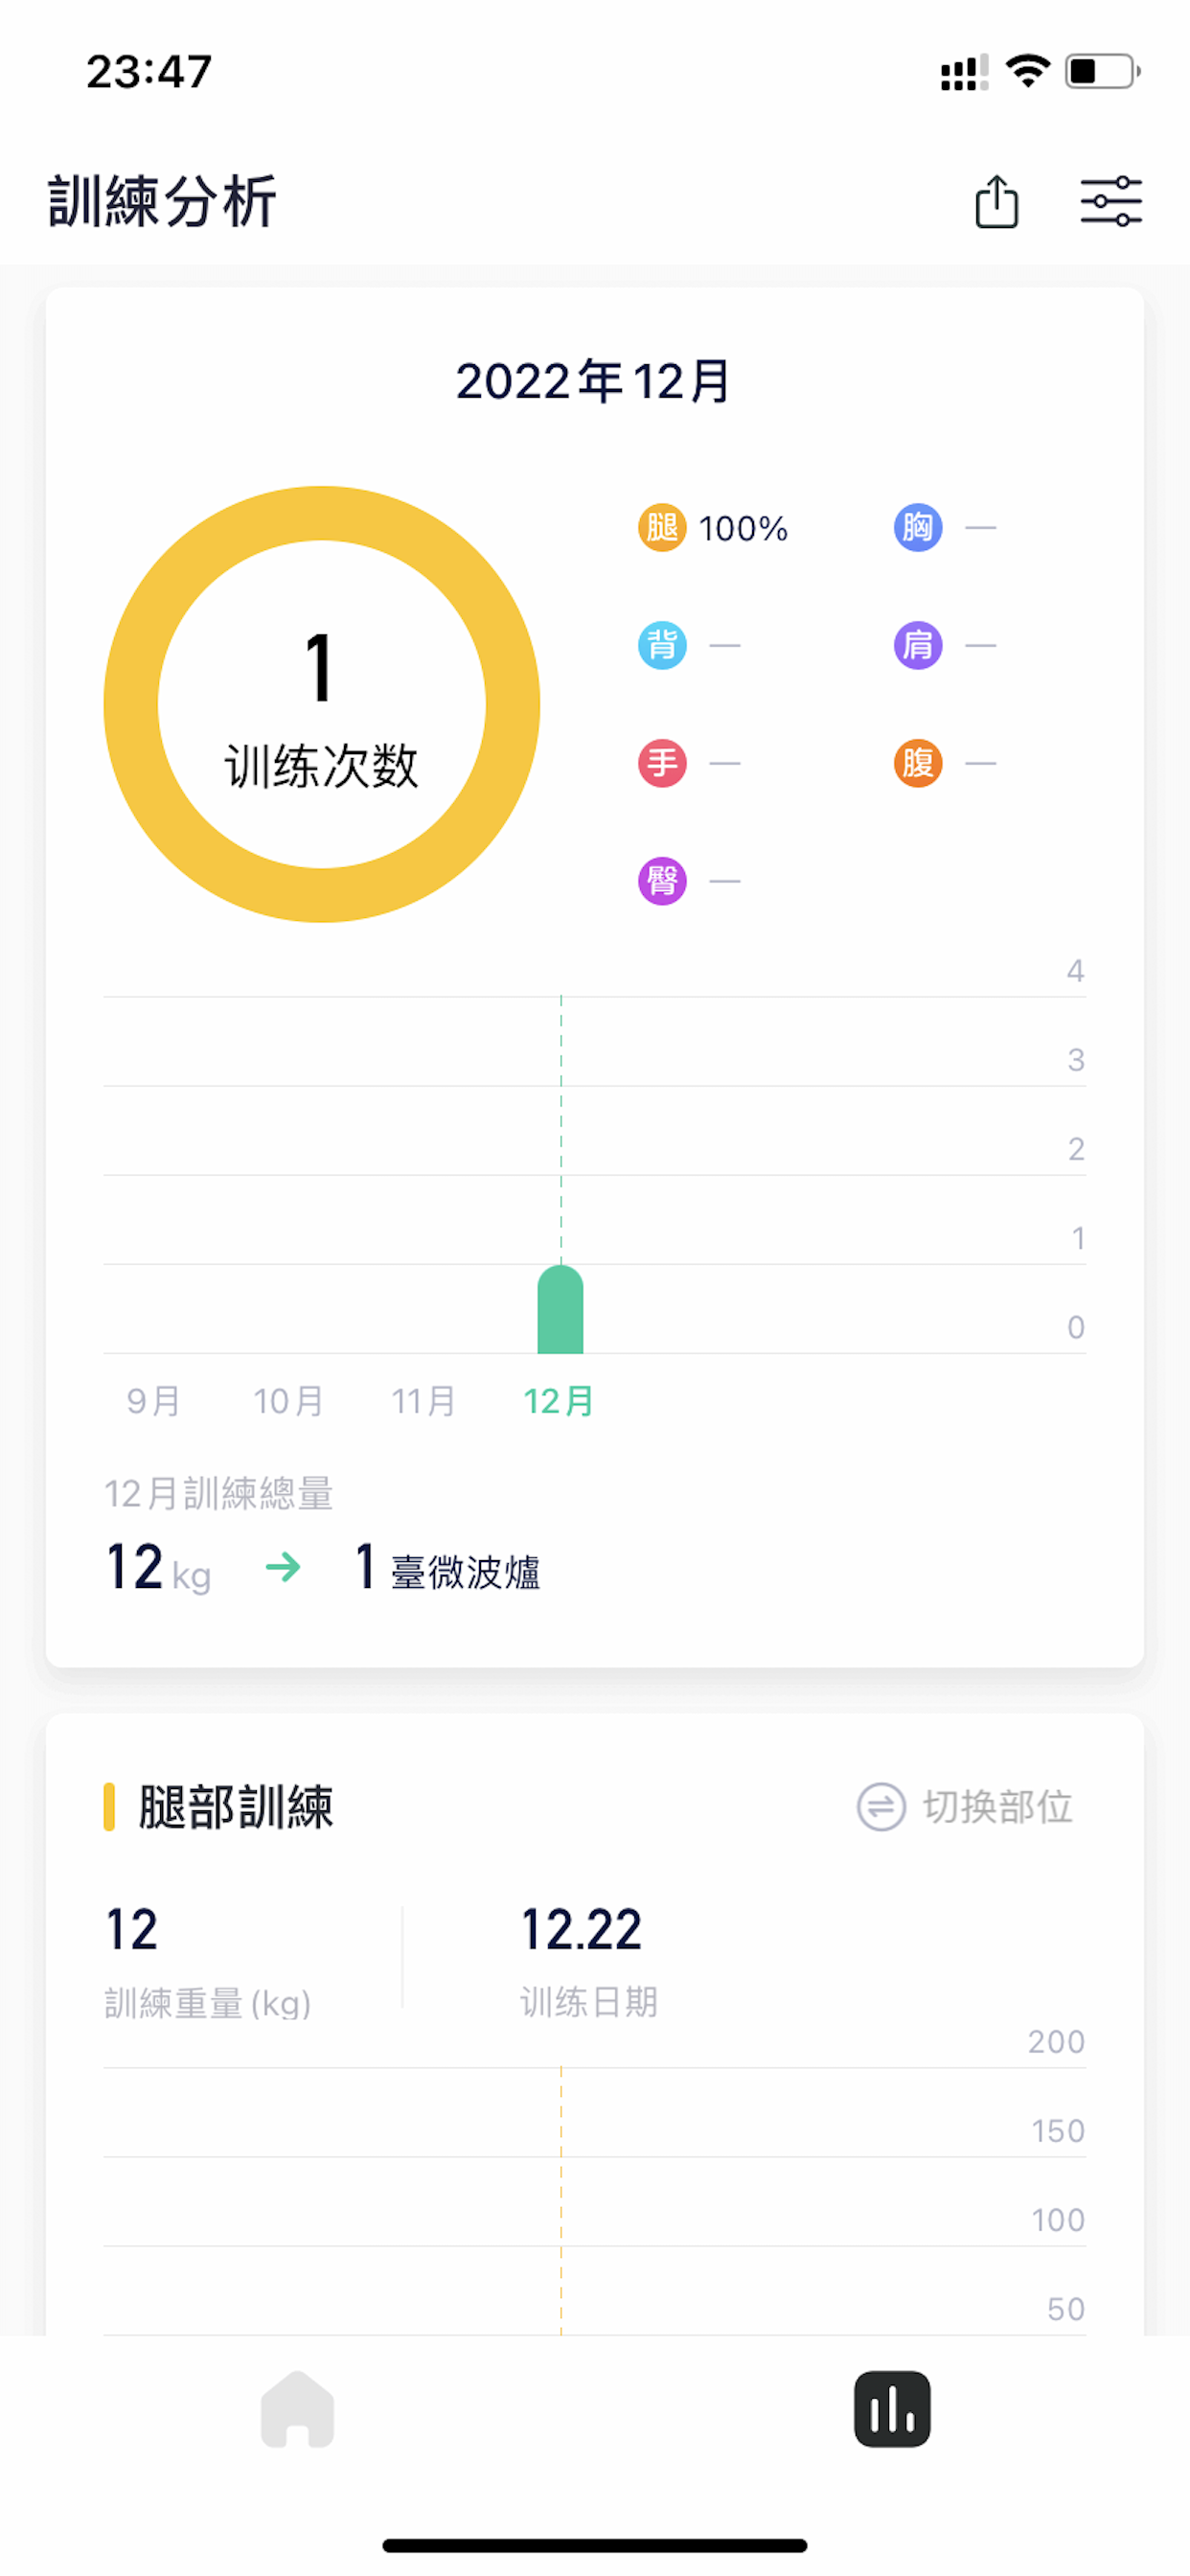 23:47
訓練分析
2022年12月
1
训练次数
腿 100% 胸 —
背 — 肩 —
手 — 腹 —
臀 —
4
3
2
1
0
9月 10月 11月 12月
12月訓練總量
12 kg → 1 臺微波爐
腿部訓練 切换部位
12 12.22
訓練重量(kg) 训练日期
200
150
100
50